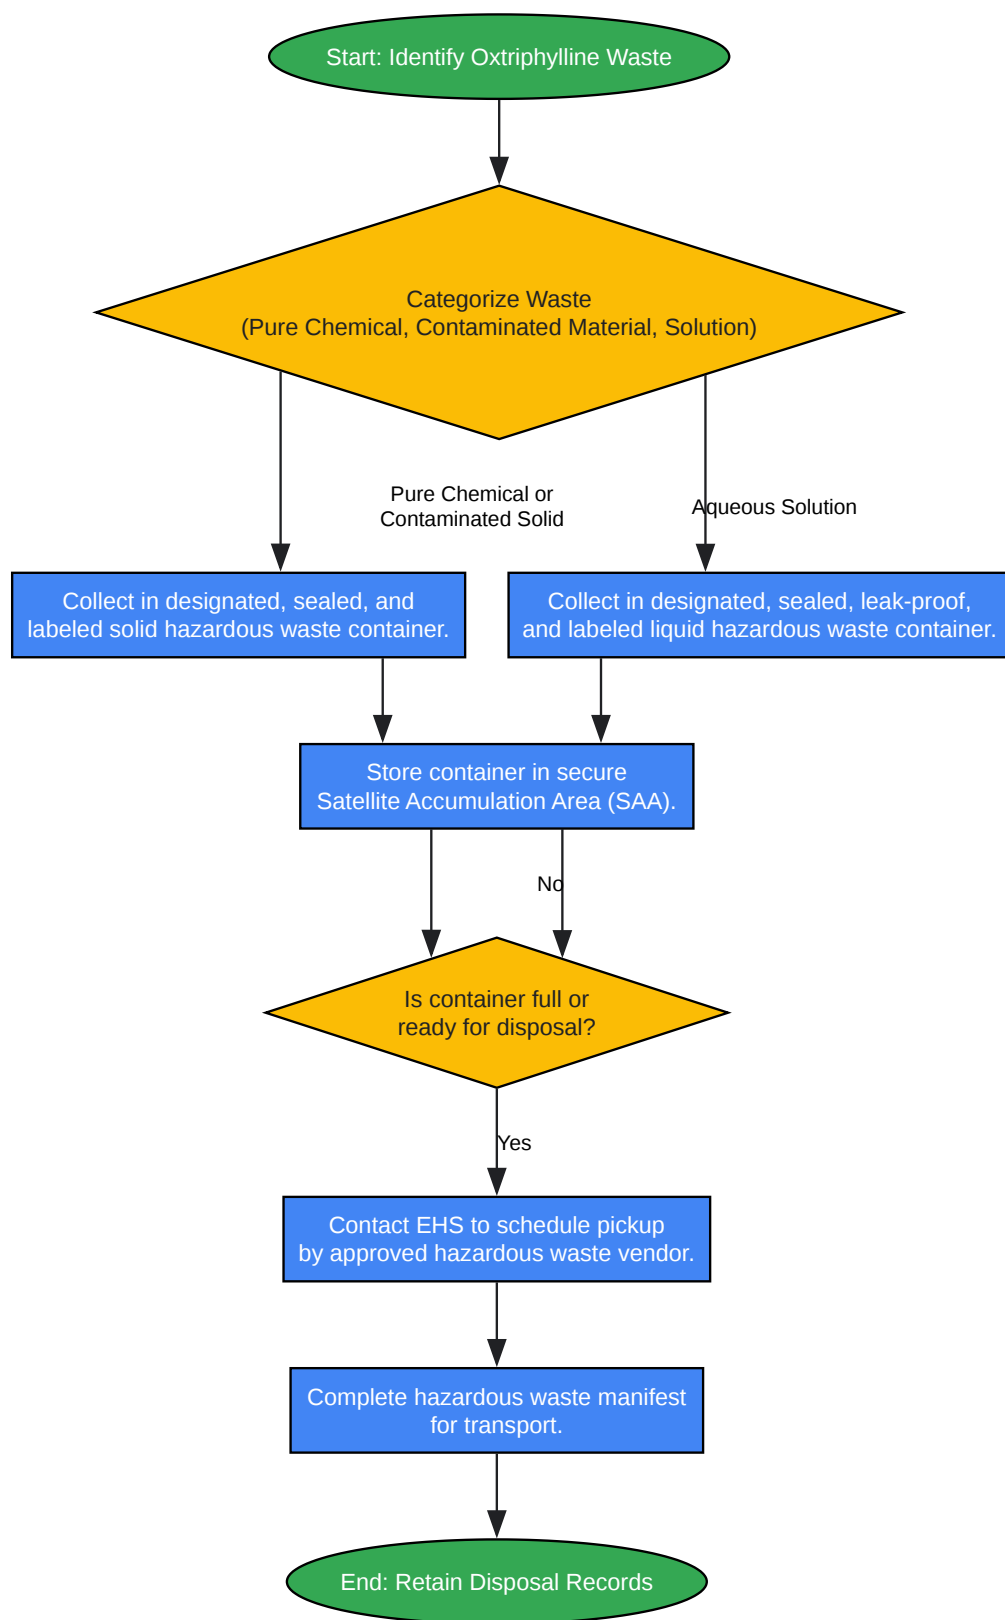 Start: Identify Oxtriphylline Waste
Categorize Waste
(Pure Chemical, Contaminated Material, Solution)
Pure Chemical or
Contaminated Solid
Aqueous Solution
Collect in designated, sealed, and
labeled solid hazardous waste container.
Collect in designated, sealed, leak-proof,
and labeled liquid hazardous waste container.
Store container in secure
Satellite Accumulation Area (SAA).
No
Is container full or
ready for disposal?
Yes
Contact EHS to schedule pickup
by approved hazardous waste vendor.
Complete hazardous waste manifest
for transport.
End: Retain Disposal Records